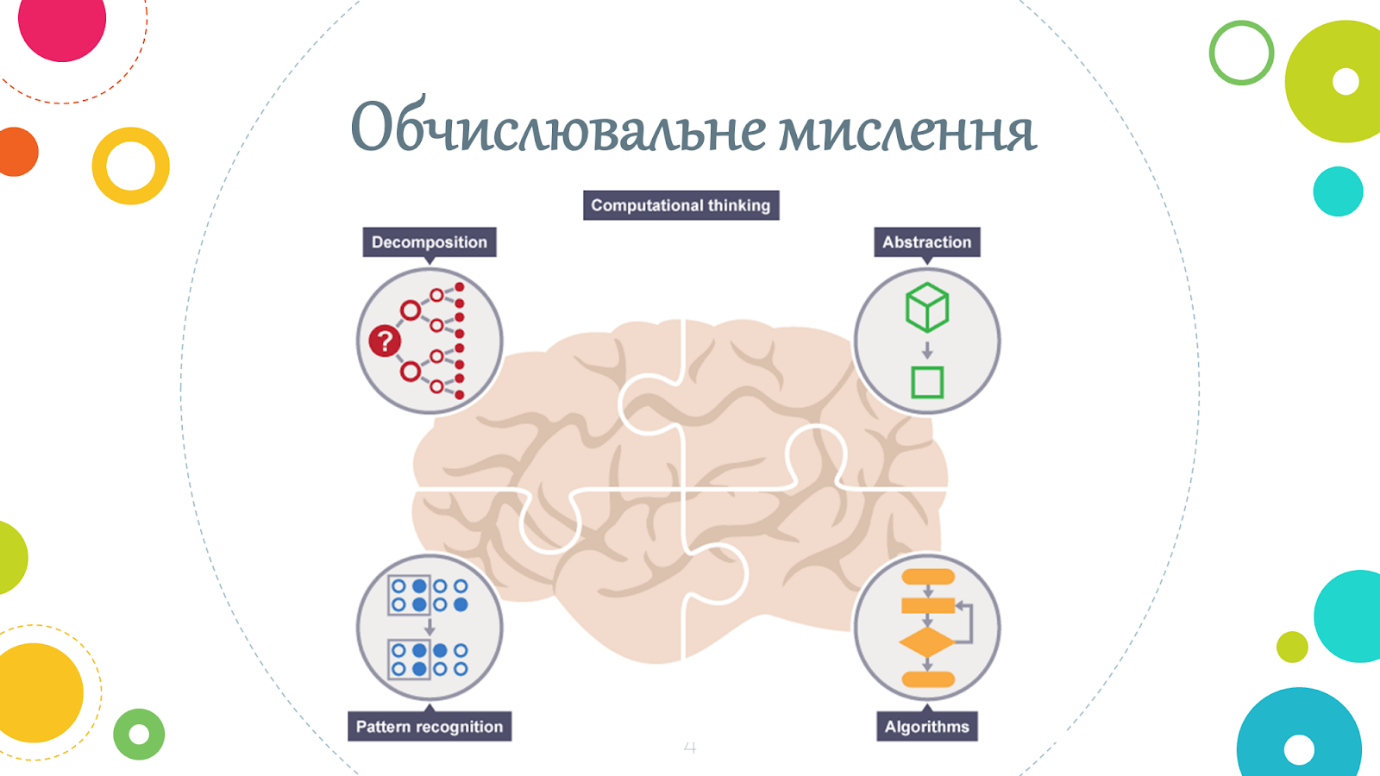 Обчислювальне мислення
Computational thinking
Decomposition
Abstraction
?
Pattern recognition
Algorithms
4